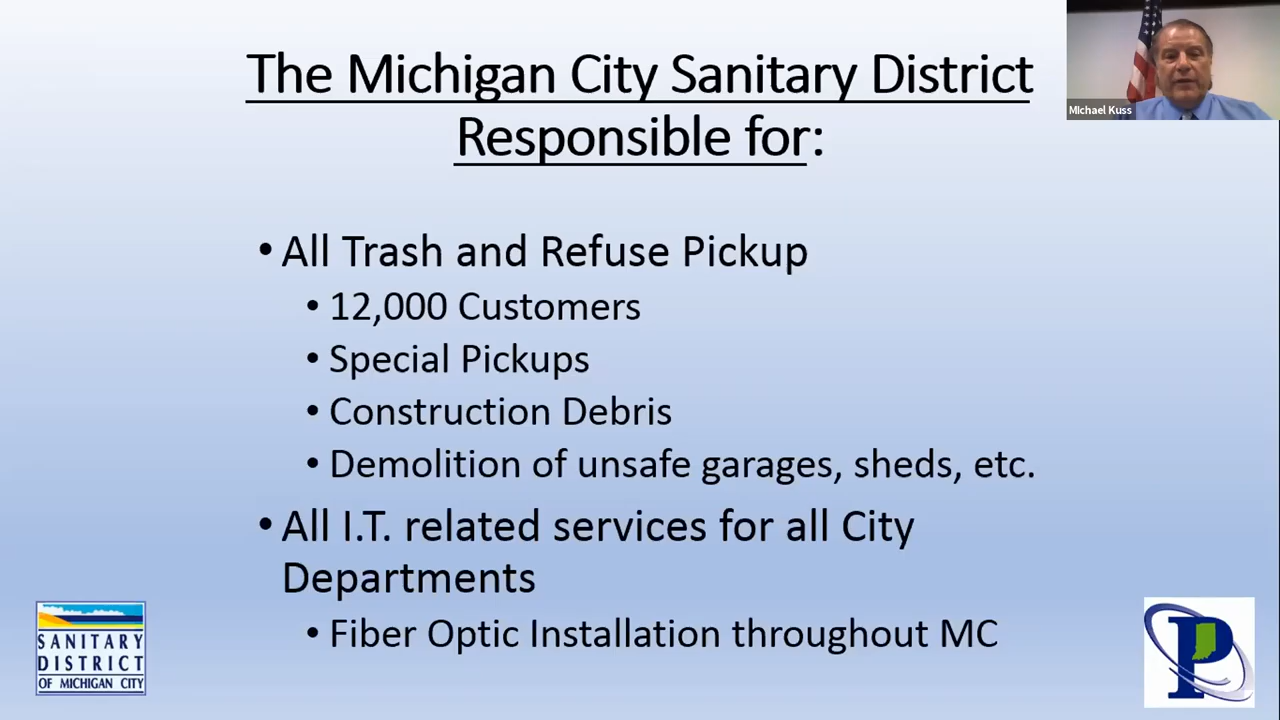 The Michigan City Sanitary District
Responsible for:
MIchael Kuss
• All Trash and Refuse Pickup
• 12,000 Customers
• Special Pickups
• Construction Debris
• Demolition of unsafe garages, sheds, etc.
• All I.T. related services for all City
Departments
• Fiber Optic Installation throughout MC
SANITARY
DISTRICT
OF MICHIGAN CITY
P